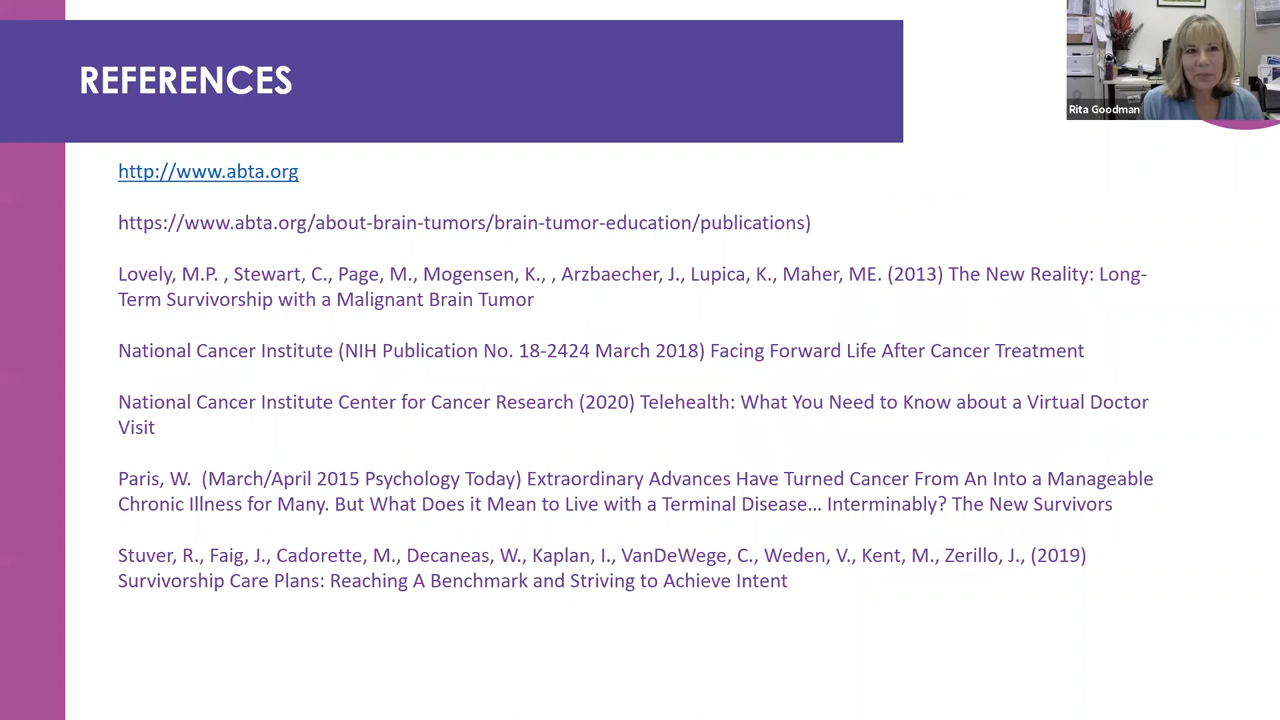 REFERENCES
Rita Goodman
http://www.abta.org
https://www.abta.org/about-brain-tumors/brain-tumor-education/publications)
Lovely, M.P. , Stewart, C., Page, M., Mogensen, K., , Arzbaecher, J., Lupica, K., Maher, ME. (2013) The New Reality: Long-
Term Survivorship with a Malignant Brain Tumor
National Cancer Institute (NIH Publication No. 18-2424 March 2018) Facing Forward Life After Cancer Treatment
National Cancer Institute Center for Cancer Research (2020) Telehealth: What You Need to Know about a Virtual Doctor
Visit
Paris, W.  (March/April 2015 Psychology Today) Extraordinary Advances Have Turned Cancer From An Into a Manageable
Chronic Illness for Many. But What Does it Mean to Live with a Terminal Disease… Interminably? The New Survivors
Stuver, R., Faig, J., Cadorette, M., Decaneas, W., Kaplan, I., VanDeWege, C., Weden, V., Kent, M., Zerillo, J., (2019)
Survivorship Care Plans: Reaching A Benchmark and Striving to Achieve Intent